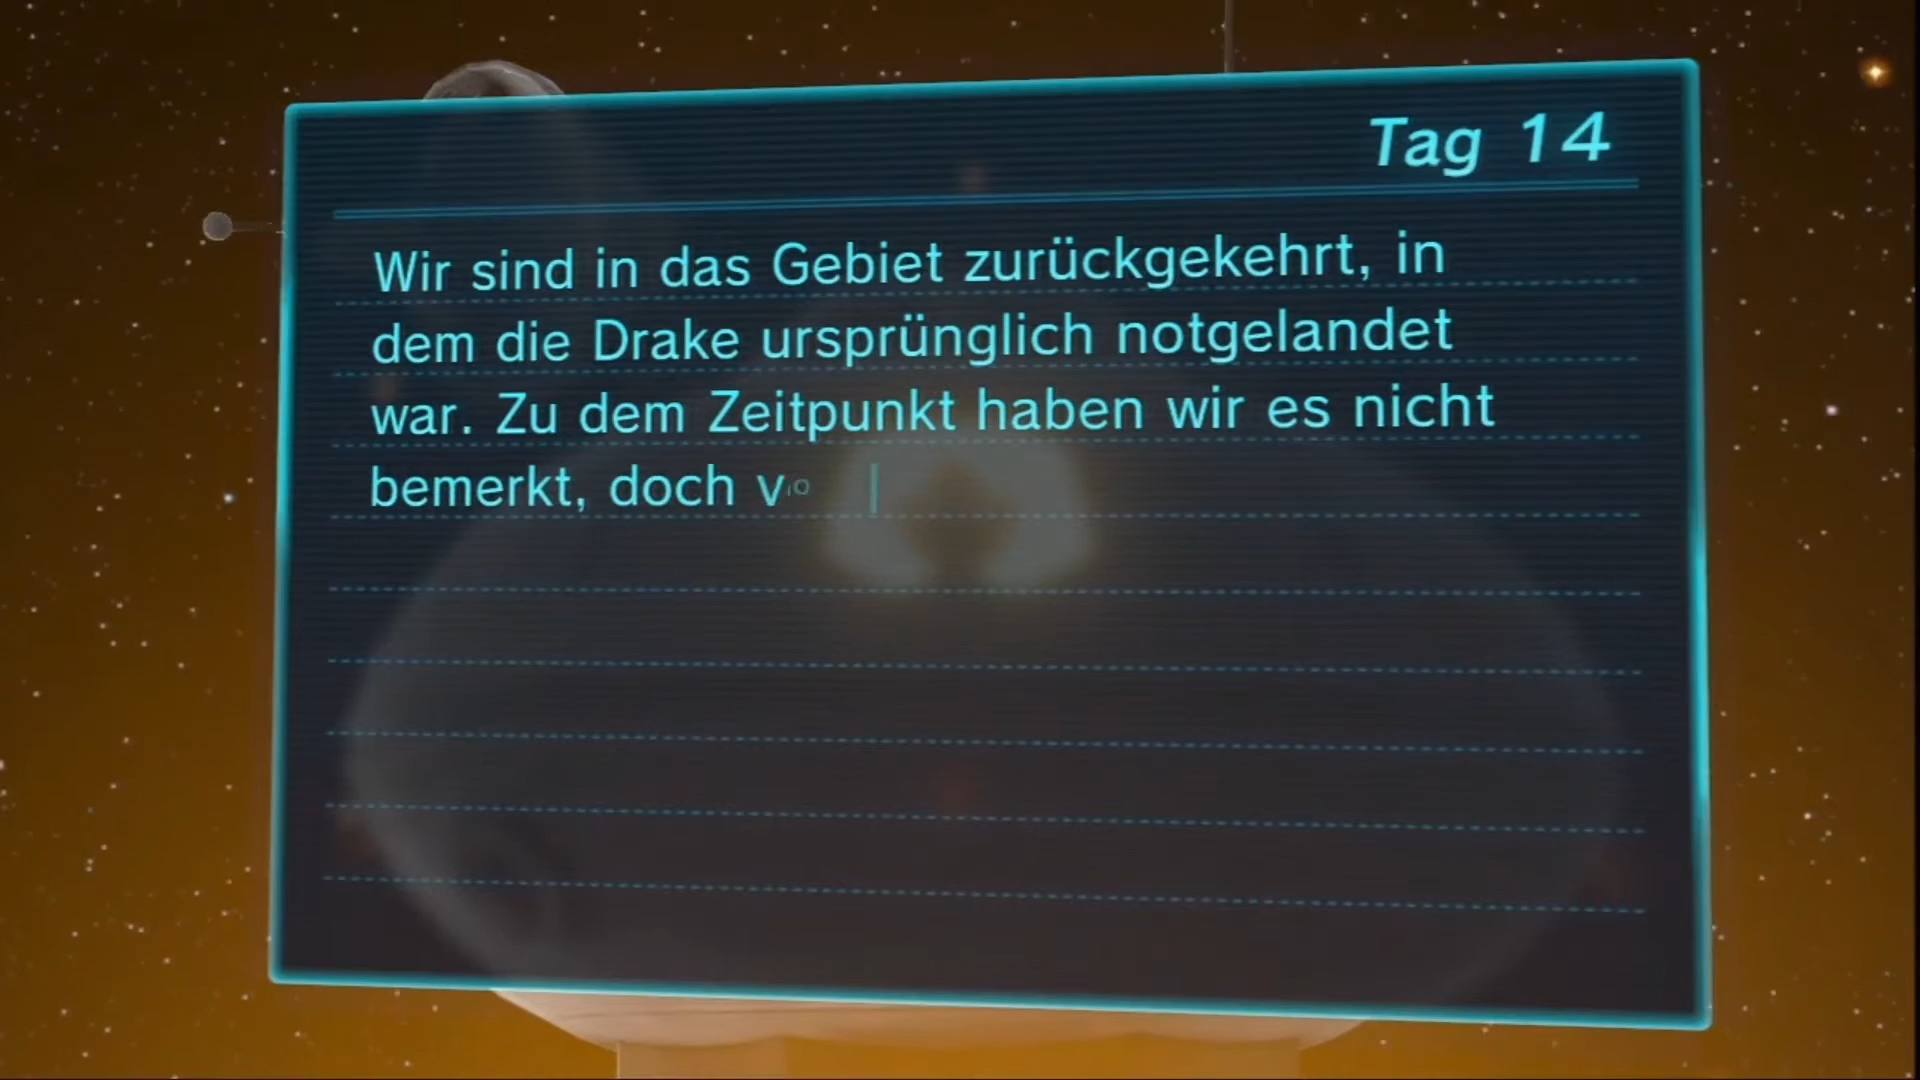 Tag 14
Wir sind in das Gebiet zurückgekehrt, in
dem die Drake ursprünglich notgelandet
war. Zu dem Zeitpunkt haben wir es nicht
bemerkt, doch